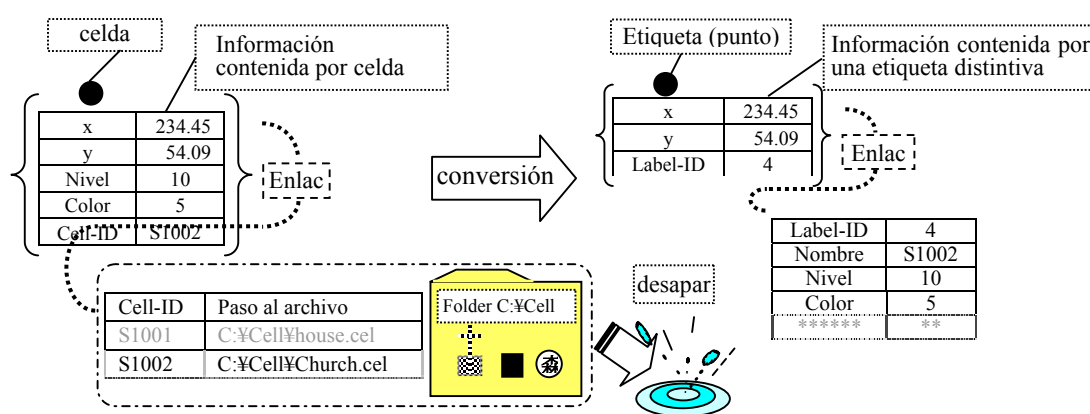 celda
Información
contenida por celda
x 234.45
y 54.09
Nivel 10
Color 5
Cell-ID S1002
Enlac
conversión
Etiqueta (punto)
Información contenida por
una etiqueta distintiva
x 234.45
y 54.09
Label-ID 4
Enlac
Label-ID 4
Nombre S1002
Nivel 10
Color 5
****** **
Cell-ID Paso al archivo
S1001 C:¥Cell¥house.cel
S1002 C:¥Cell¥Church.cel
Folder C:¥Cell
森
desapar